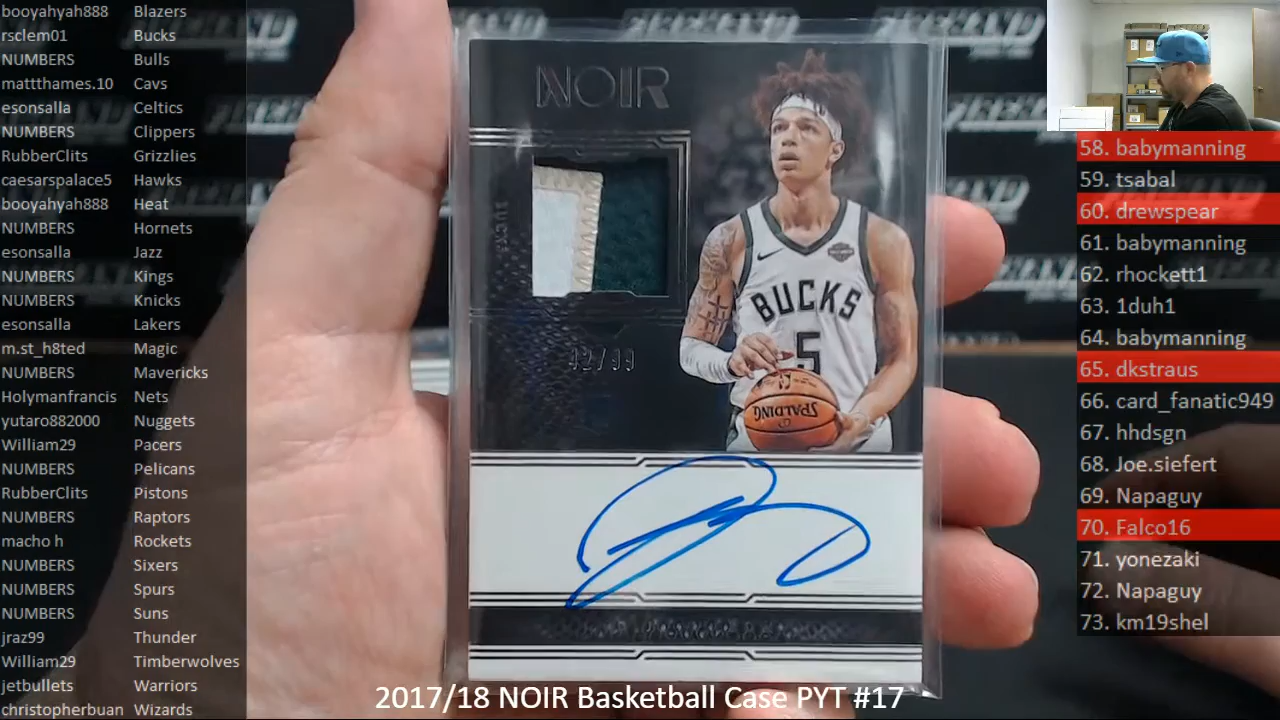 booyahyah888 Blazers
rsclem01 Bucks
NUMBERS Bulls
mattthames.10 Cavs
esonsalla Celtics
NUMBERS Clippers
RubberClits Grizzlies
caesarspalace5 Hawks
booyahyah888 Heat
NUMBERS Hornets
esonsalla Jazz
NUMBERS Kings
NUMBERS Knicks
esonsalla Lakers
m.st_h8ted Magic
NUMBERS Mavericks
Holymanfrancis Nets
yutaro882000 Nuggets
William29 Pacers
NUMBERS Pelicans
RubberClits Pistons
NUMBERS Raptors
macho h Rockets
NUMBERS Sixers
NUMBERS Spurs
NUMBERS Suns
jraz99 Thunder
William29 Timberwolves
jetbullets Warriors
christopherbuan Wizards
NOIR
BUCKS
BUCKS
5
SPALDING
42/99
2017/18 NOIR Basketball Case PYT #17
58. babymanning
59. tsabal
60. drewspear
61. babymanning
62. rhockett1
63. 1duh1
64. babymanning
65. dkstraus
66. card_fanatic949
67. hhdsgn
68. Joe.siefert
69. Napaguy
70. Falco16
71. yonezaki
72. Napaguy
73. km19shel